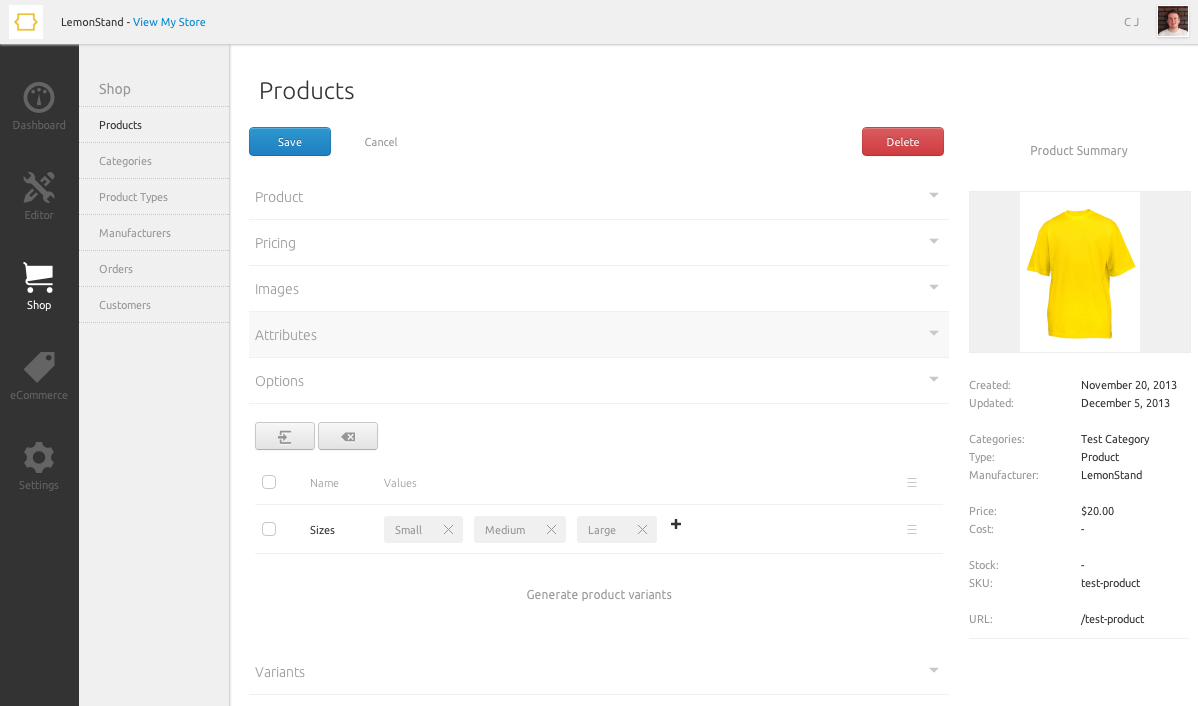 LemonStand - View My Store
C J
Dashboard
Editor
Shop
eCommerce
Settings
Shop
Products
Categories
Product Types
Manufacturers
Orders
Customers
Products
Save
Cancel
Delete
Product
Pricing
Images
Attributes
Options
Name
Values
Sizes
Small
Medium
Large
Generate product variants
Variants
Product Summary
Created: November 20, 2013
Updated: December 5, 2013
Categories: Test Category
Type: Product
Manufacturer: LemonStand
Price: $20.00
Cost: -
Stock: -
SKU: test-product
URL: /test-product